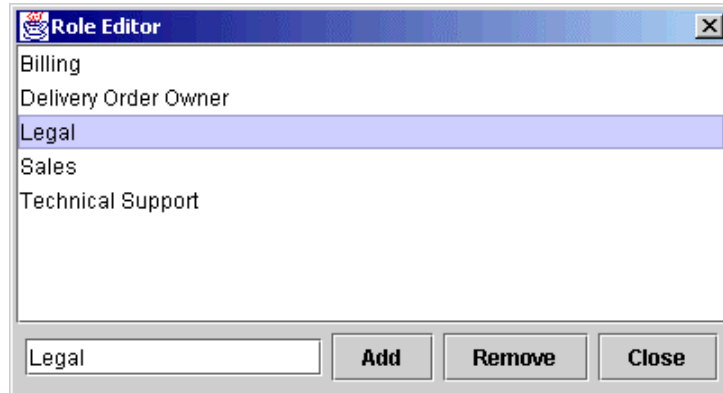 Role Editor
Billing
Delivery Order Owner
Legal
Sales
Technical Support
Legal Add Remove Close